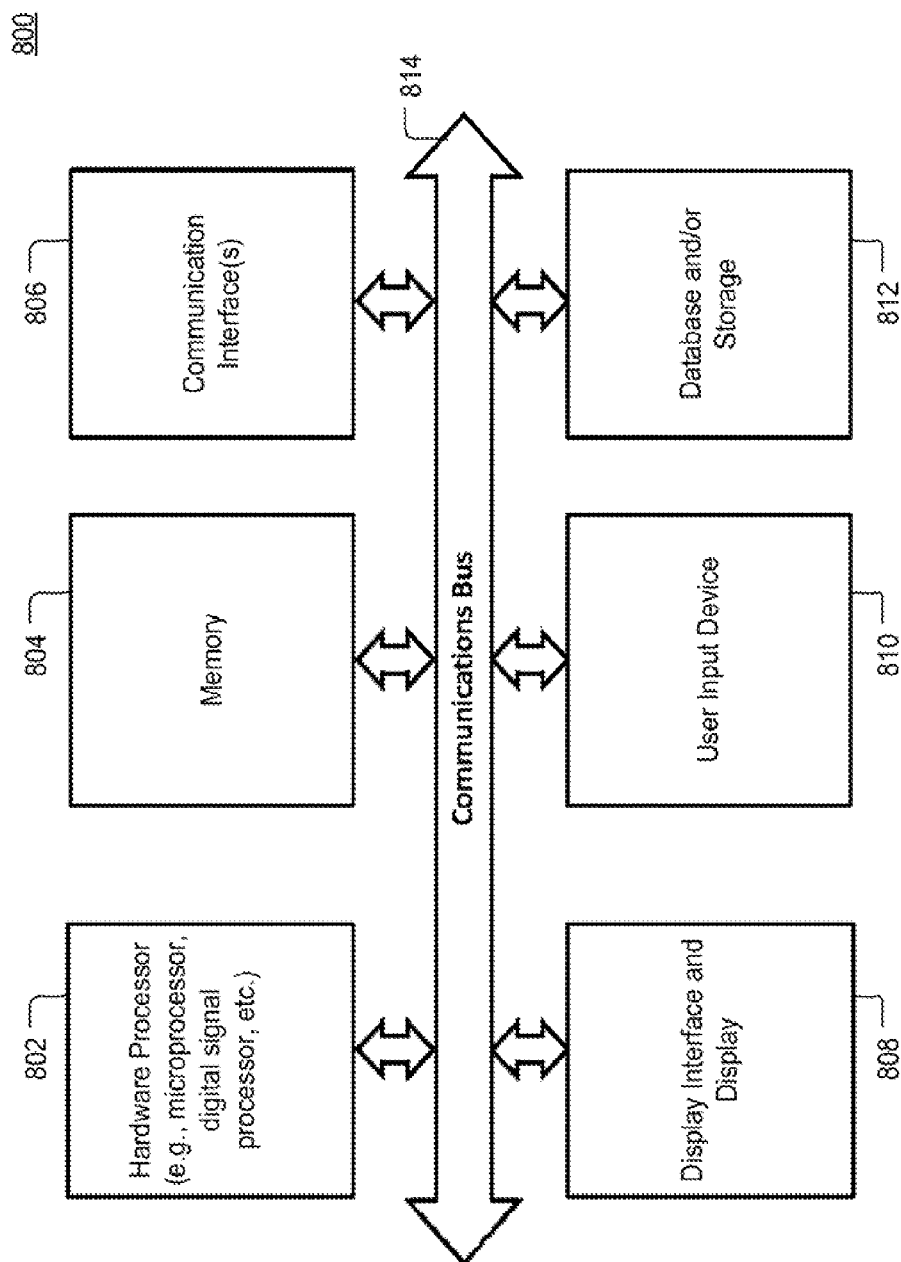 800
802
Hardware Processor
(e.g., microprocessor,
digital signal
processor, etc.)
804
Memory
806
Communication
Interface(s)
Communications Bus
814
Display Interface and
Display
808
User Input Device
810
Database and/or
Storage
812